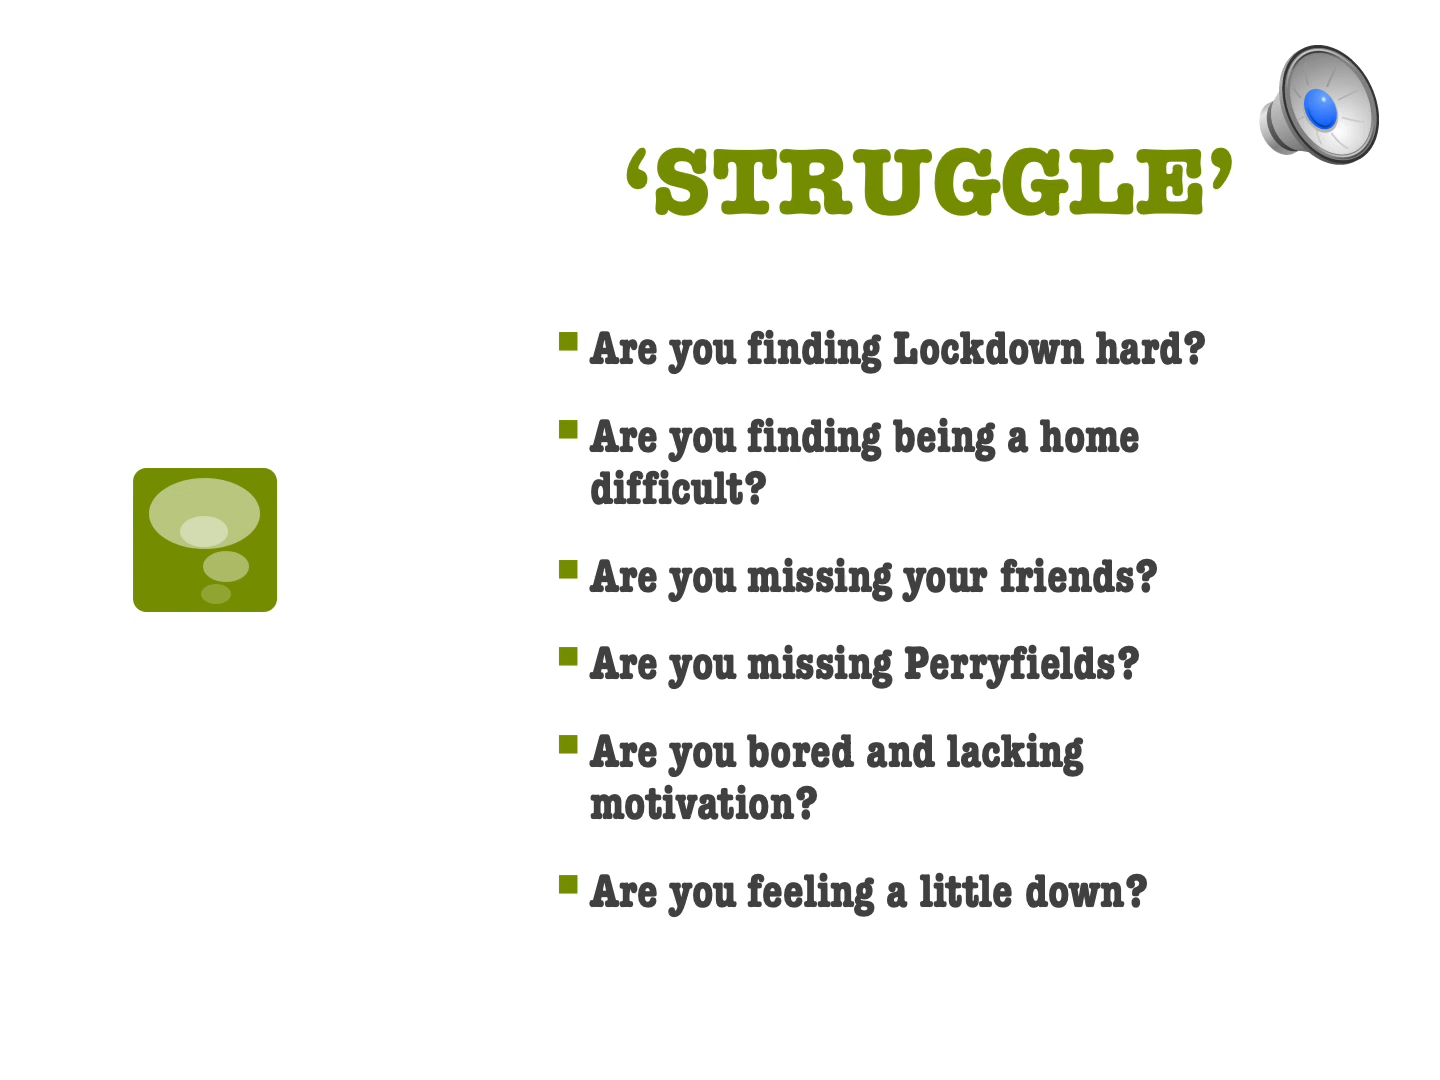 ‘STRUGGLE’
Are you finding Lockdown hard?
Are you finding being a home
difficult?
Are you missing your friends?
Are you missing Perryfields?
Are you bored and lacking
motivation?
Are you feeling a little down?